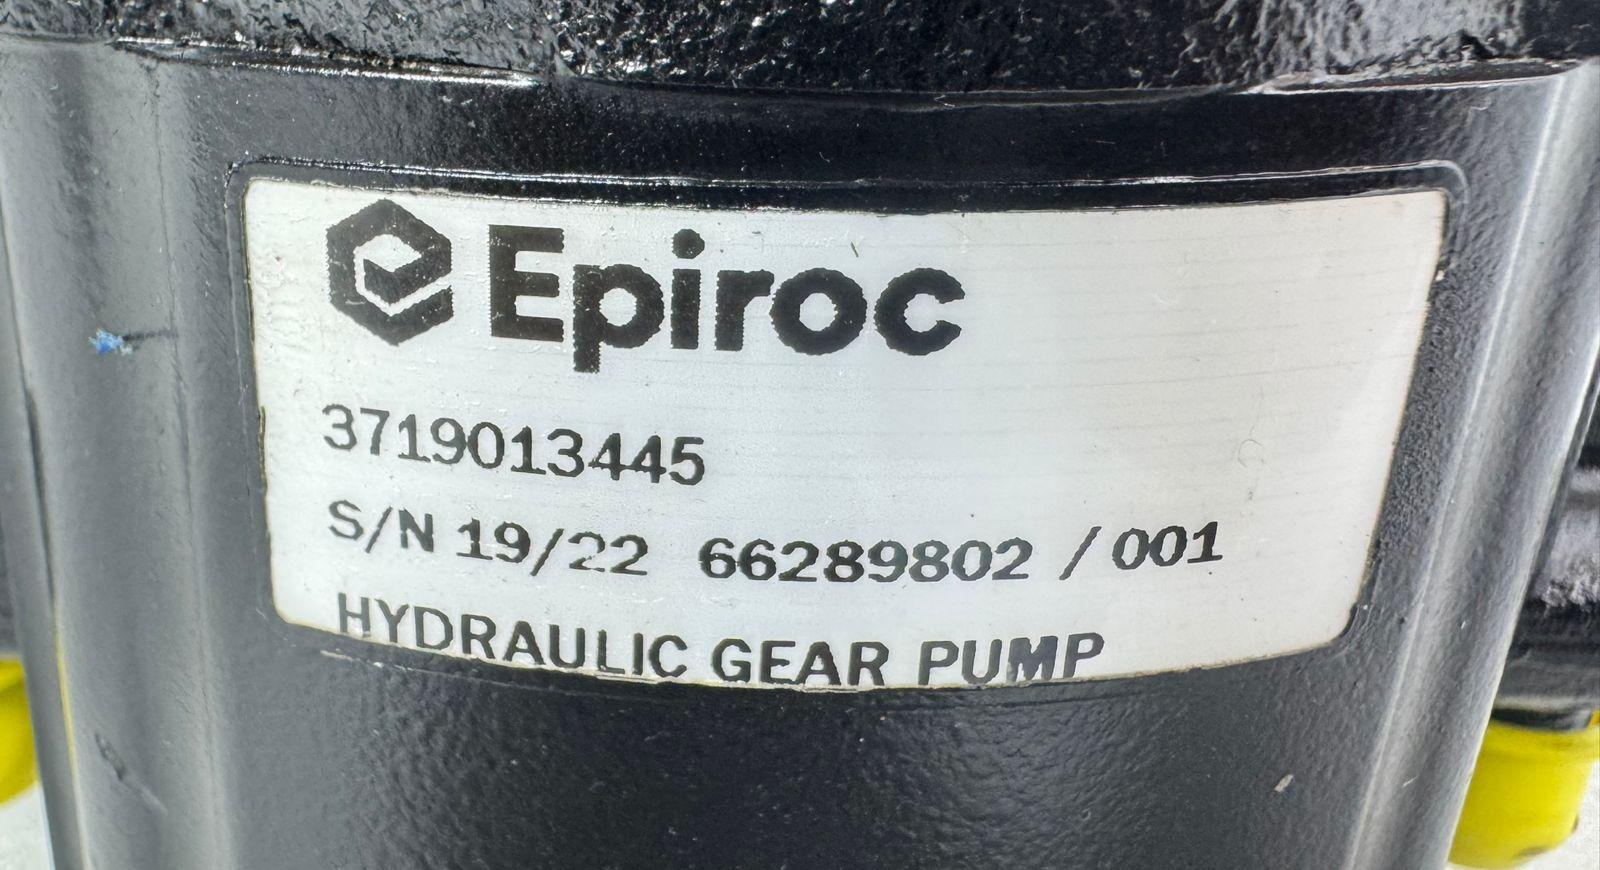 Epiroc
3719013445
S/N 19/22 66289802 / 001
HYDRAULIC GEAR PUMP